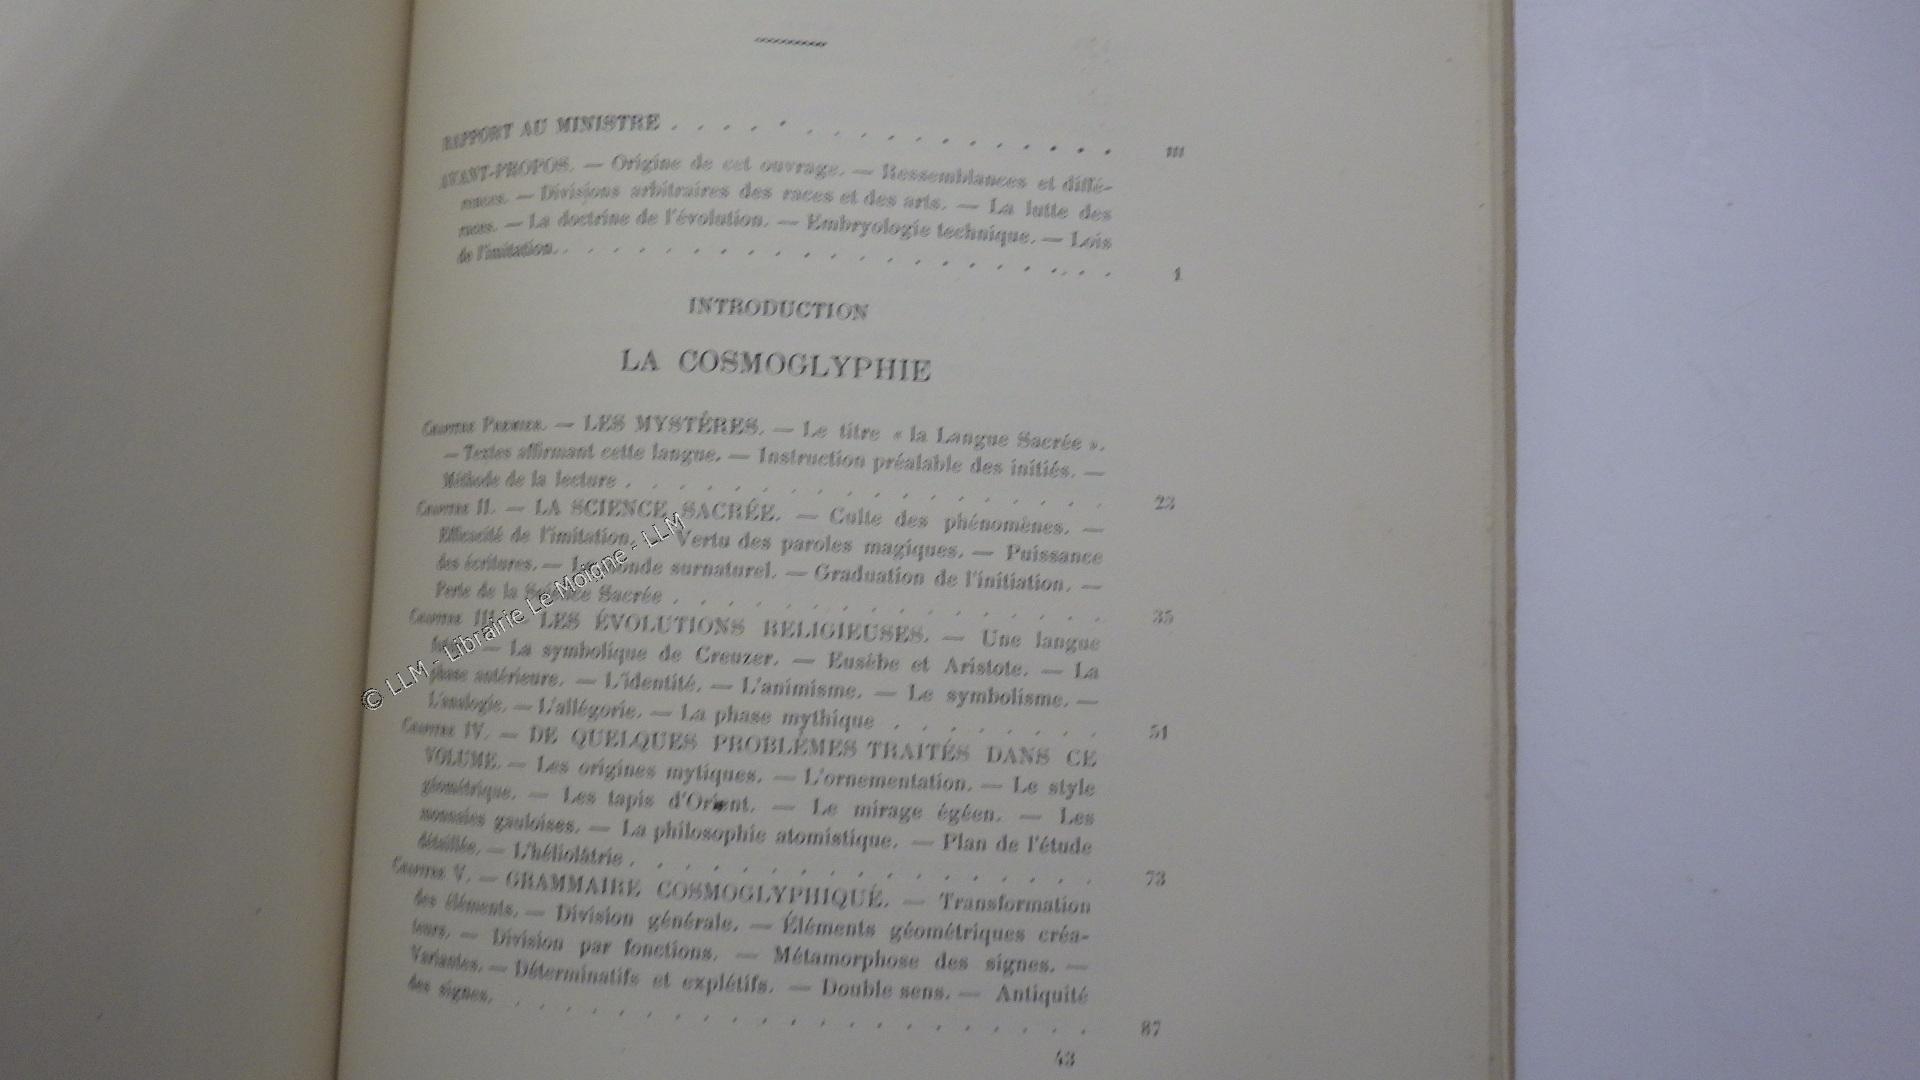 RAPPORT AU MINISTRE . . . . . . . . . . . . . . . . . III
AVANT-PROPOS. — Origine de cet ouvrage. — Ressemblances et diffé-
rences. — Divisions arbitraires des races et des arts. — La lutte des
mots. — La doctrine de l'évolution. — Embryologie technique. — Lois
de l'imitation. . . . . . . . . . . . . . . . . . . . . . 1
INTRODUCTION
LA COSMOGLYPHIE
CHAPITRE PREMIER. — LES MYSTÈRES. — Le titre « la Langue Sacrée ».
— Textes affirmant cette langue. — Instruction préalable des initiés. —
Méthode de la lecture . . . . . . . . . . . . . . . . . . 23
CHAPITRE II. — LA SCIENCE SACRÉE. — Culte des phénomènes. —
Efficacité de l'imitation. — Vertu des paroles magiques. — Puissance
des écritures. — Le monde surnaturel. — Graduation de l'initiation. —
Perte de la Science Sacrée . . . . . . . . . . . . . . . . 35
CHAPITRE III. — LES ÉVOLUTIONS RELIGIEUSES. — Une langue
— La symbolique de Creuzer. — Eusèbe et Aristote. — La
phase antérieure. — L'identité. — L'animisme. — Le symbolisme. —
L'analogie. — L'allégorie. — La phase mythique . . . . . . . . 51
CHAPITRE IV. — DE QUELQUES PROBLÈMES TRAITÉS DANS CE
VOLUME. — Les origines mytiques. — L'ornementation. — Le style
géométrique. — Les tapis d'Orient. — Le mirage égéen. — Les
monnaies gauloises. — La philosophie atomistique. — Plan de l'étude
détaillée. — L'héliolâtrie . . . . . . . . . . . . . . . . . 73
CHAPITRE V. — GRAMMAIRE COSMOGLYPHIQUE. — Transformation
des éléments. — Division générale. — Éléments géométriques créa-
teurs. — Division par fonctions. — Métamorphose des signes. —
Variantes. — Déterminatifs et explétifs. — Double sens. — Antiquité
des signes. . . . . . . . . . . . . . . . . . . . . . . . 87
43
© LLM - Librairie Le Moigne - LLM